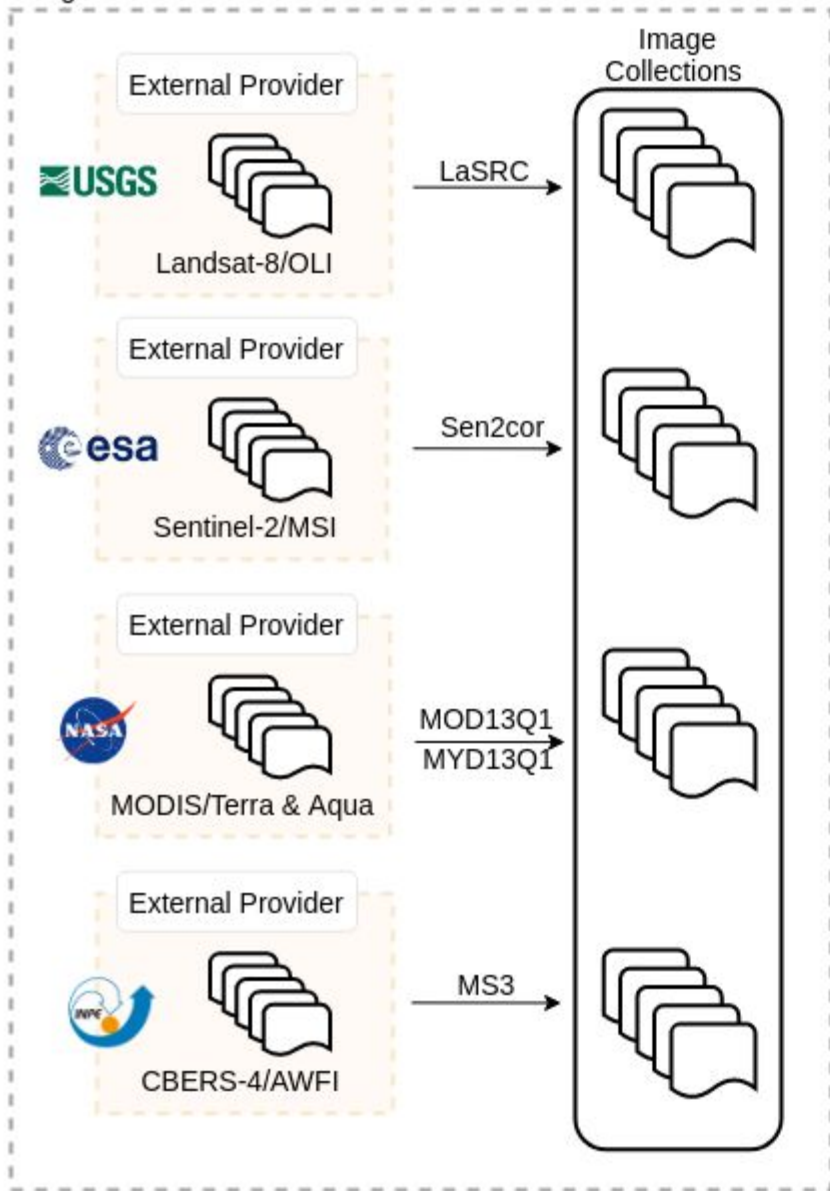 Image
Collections
External Provider
USGS
Landsat-8/OLI
LaSRC
External Provider
esa
Sentinel-2/MSI
Sen2cor
External Provider
NASA
MODIS/Terra & Aqua
MOD13Q1
MYD13Q1
External Provider
INPE
CBERS-4/AWFI
MS3